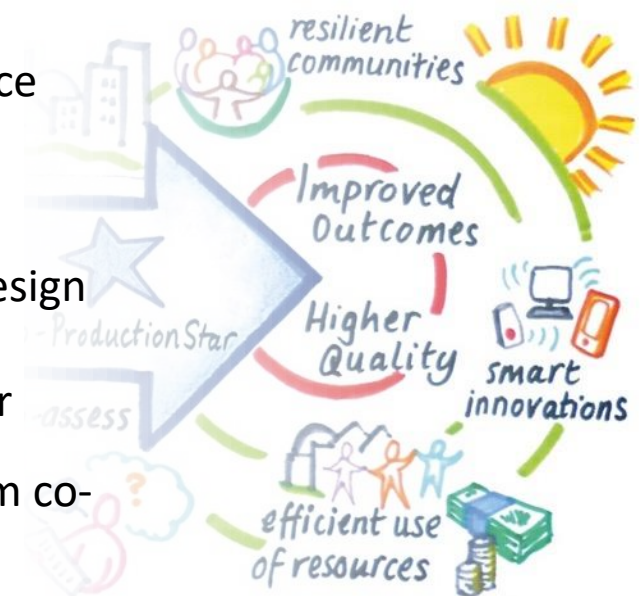 ce
esign
r
m co-
resilient
communities
Improved
Outcomes
Higher
Quality
-ProductionStar
-assess
smart
innovations
efficient use
of resources
?